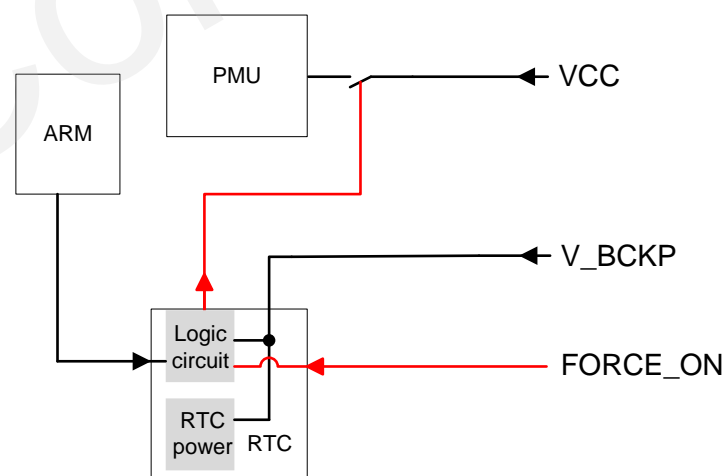 PMU
VCC
ARM
V_BCKP
Logic
circuit
FORCE_ON
RTC
power
RTC